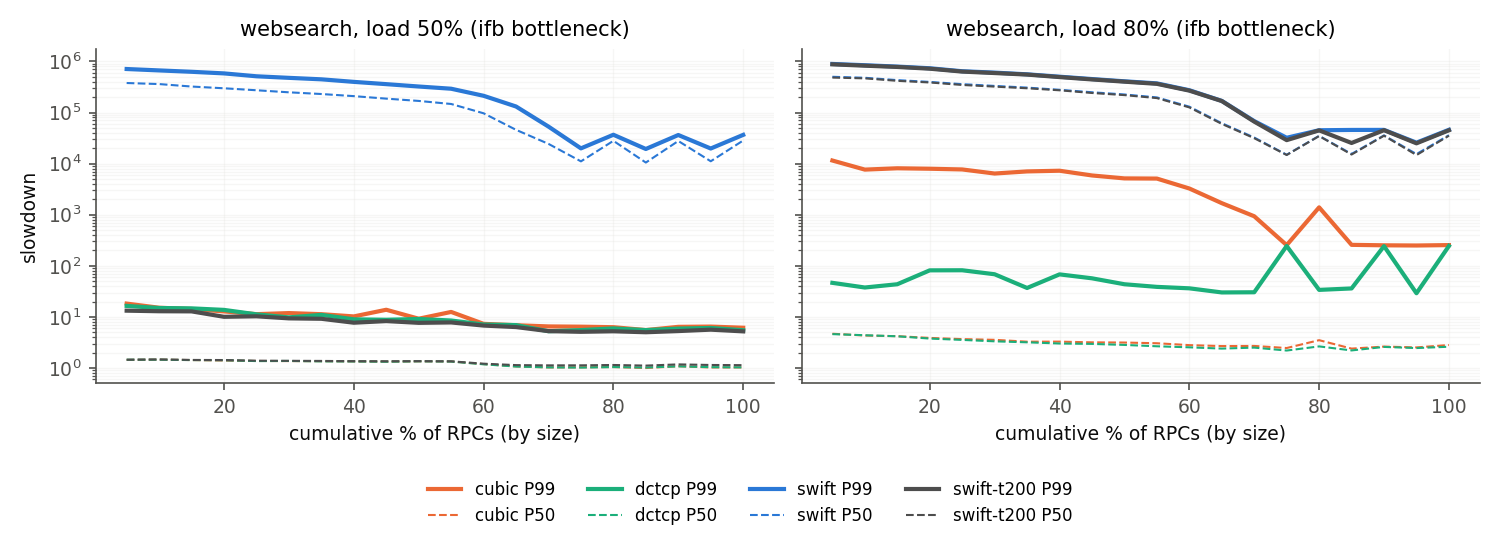 websearch, load 50% (ifb bottleneck)
websearch, load 80% (ifb bottleneck)
slowdown
10^6
10^5
10^4
10^3
10^2
10^1
10^0
20 40 60 80 100
20 40 60 80 100
cumulative % of RPCs (by size)
cumulative % of RPCs (by size)
cubic P99 dctcp P99 swift P99 swift-t200 P99
cubic P50 dctcp P50 swift P50 swift-t200 P50